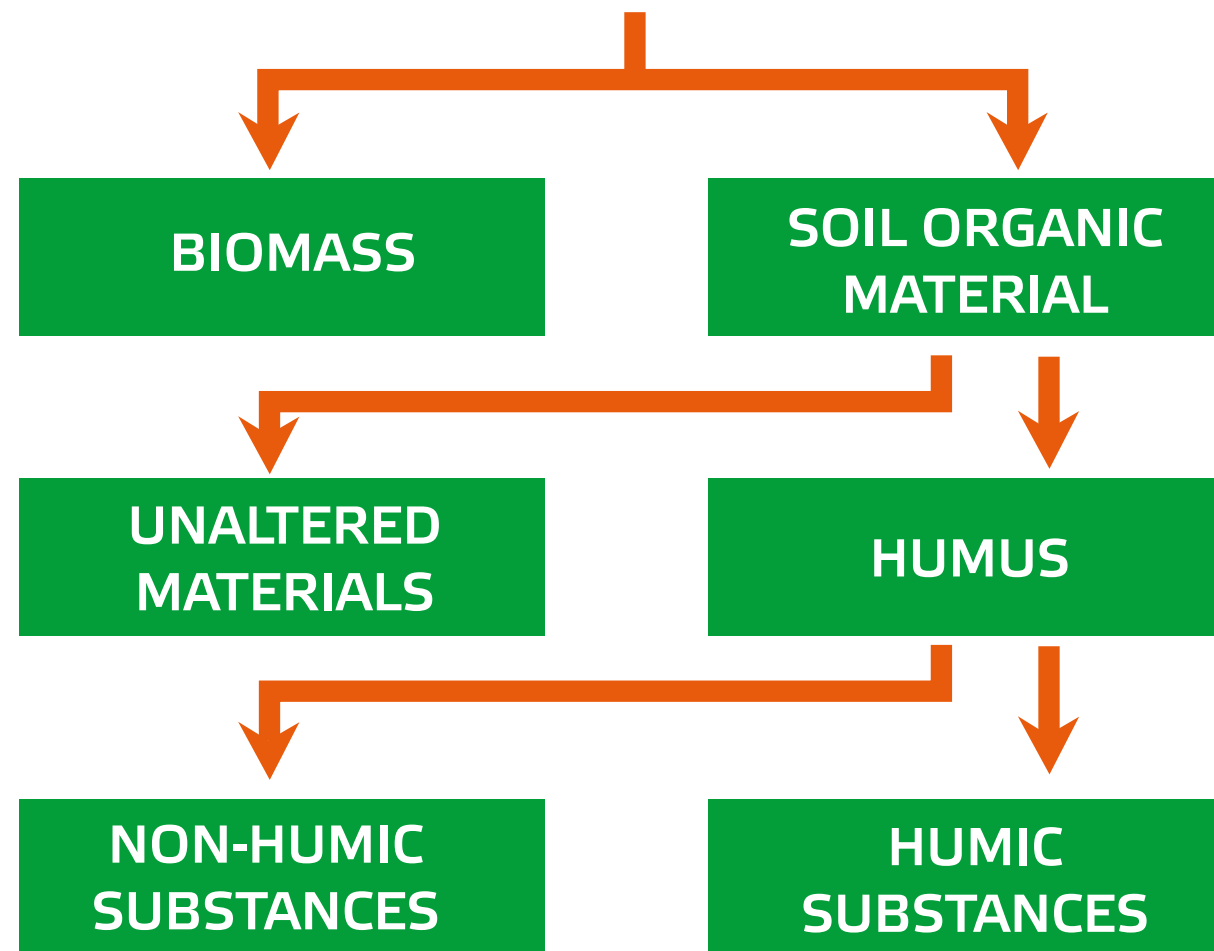 BIOMASS
SOIL ORGANIC
MATERIAL
UNALTERED
MATERIALS
HUMUS
NON-HUMIC
SUBSTANCES
HUMIC
SUBSTANCES